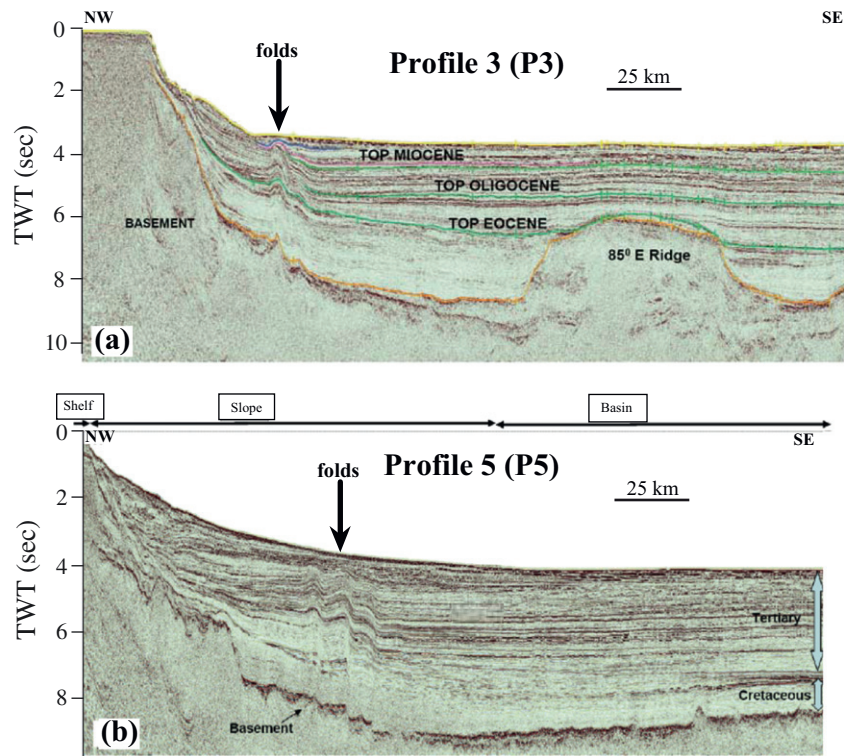 NW
SE
0
2
4
6
8
10
TWT (sec)
folds
Profile 3 (P3)
25 km
TOP MIOCENE
TOP OLIGOCENE
TOP EOCENE
BASEMENT
85⁰ E Ridge
(a)
Shelf
Slope
Basin
NW
SE
0
2
4
6
8
TWT (sec)
folds
Profile 5 (P5)
25 km
Tertiary
Cretaceous
Basement
(b)